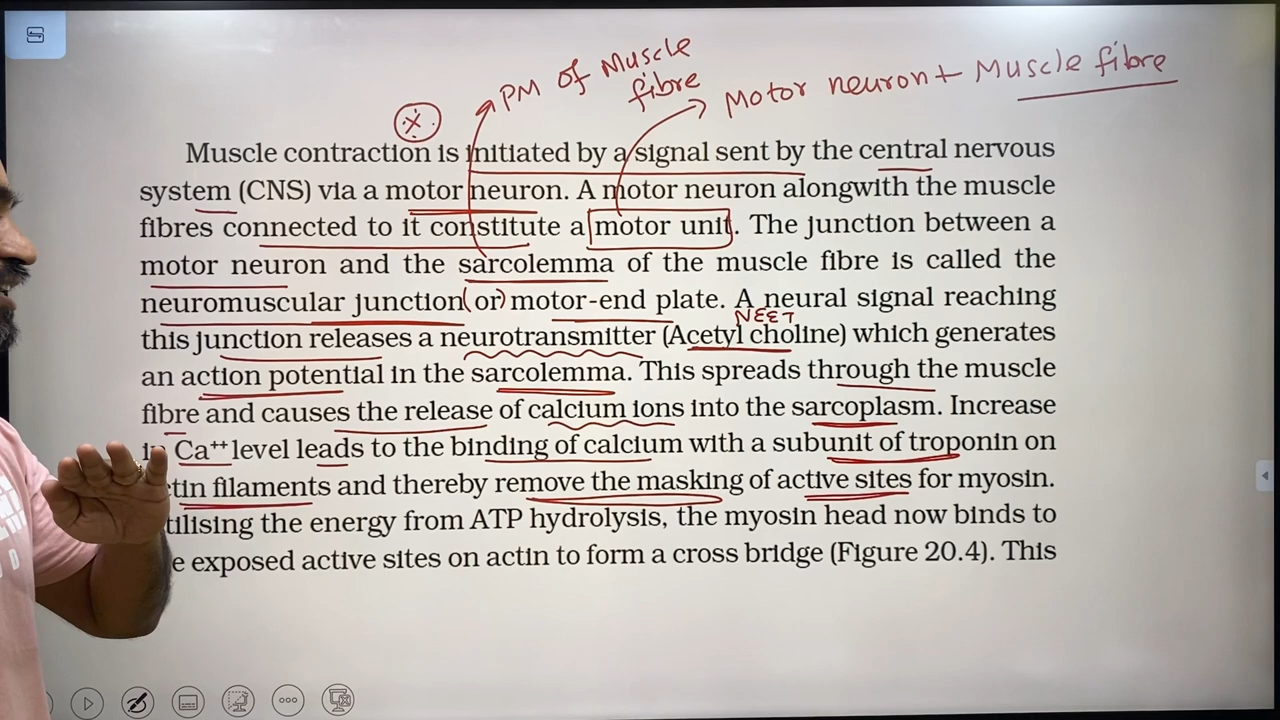 PM of Muscle
fibre
Motor neuron + Muscle fibre
Muscle contraction is initiated by a signal sent by the central nervous
system (CNS) via a motor neuron. A motor neuron alongwith the muscle
fibres connected to it constitute a motor unit. The junction between a
motor neuron and the sarcolemma of the muscle fibre is called the
neuromuscular junction (or) motor-end plate. A neural signal reaching
NEET
this junction releases a neurotransmitter (Acetyl choline) which generates
an action potential in the sarcolemma. This spreads through the muscle
fibre and causes the release of calcium ions into the sarcoplasm. Increase
in Ca⁺⁺ level leads to the binding of calcium with a subunit of troponin on
tin filaments and thereby remove the masking of active sites for myosin.
tilising the energy from ATP hydrolysis, the myosin head now binds to
e exposed active sites on actin to form a cross bridge (Figure 20.4). This